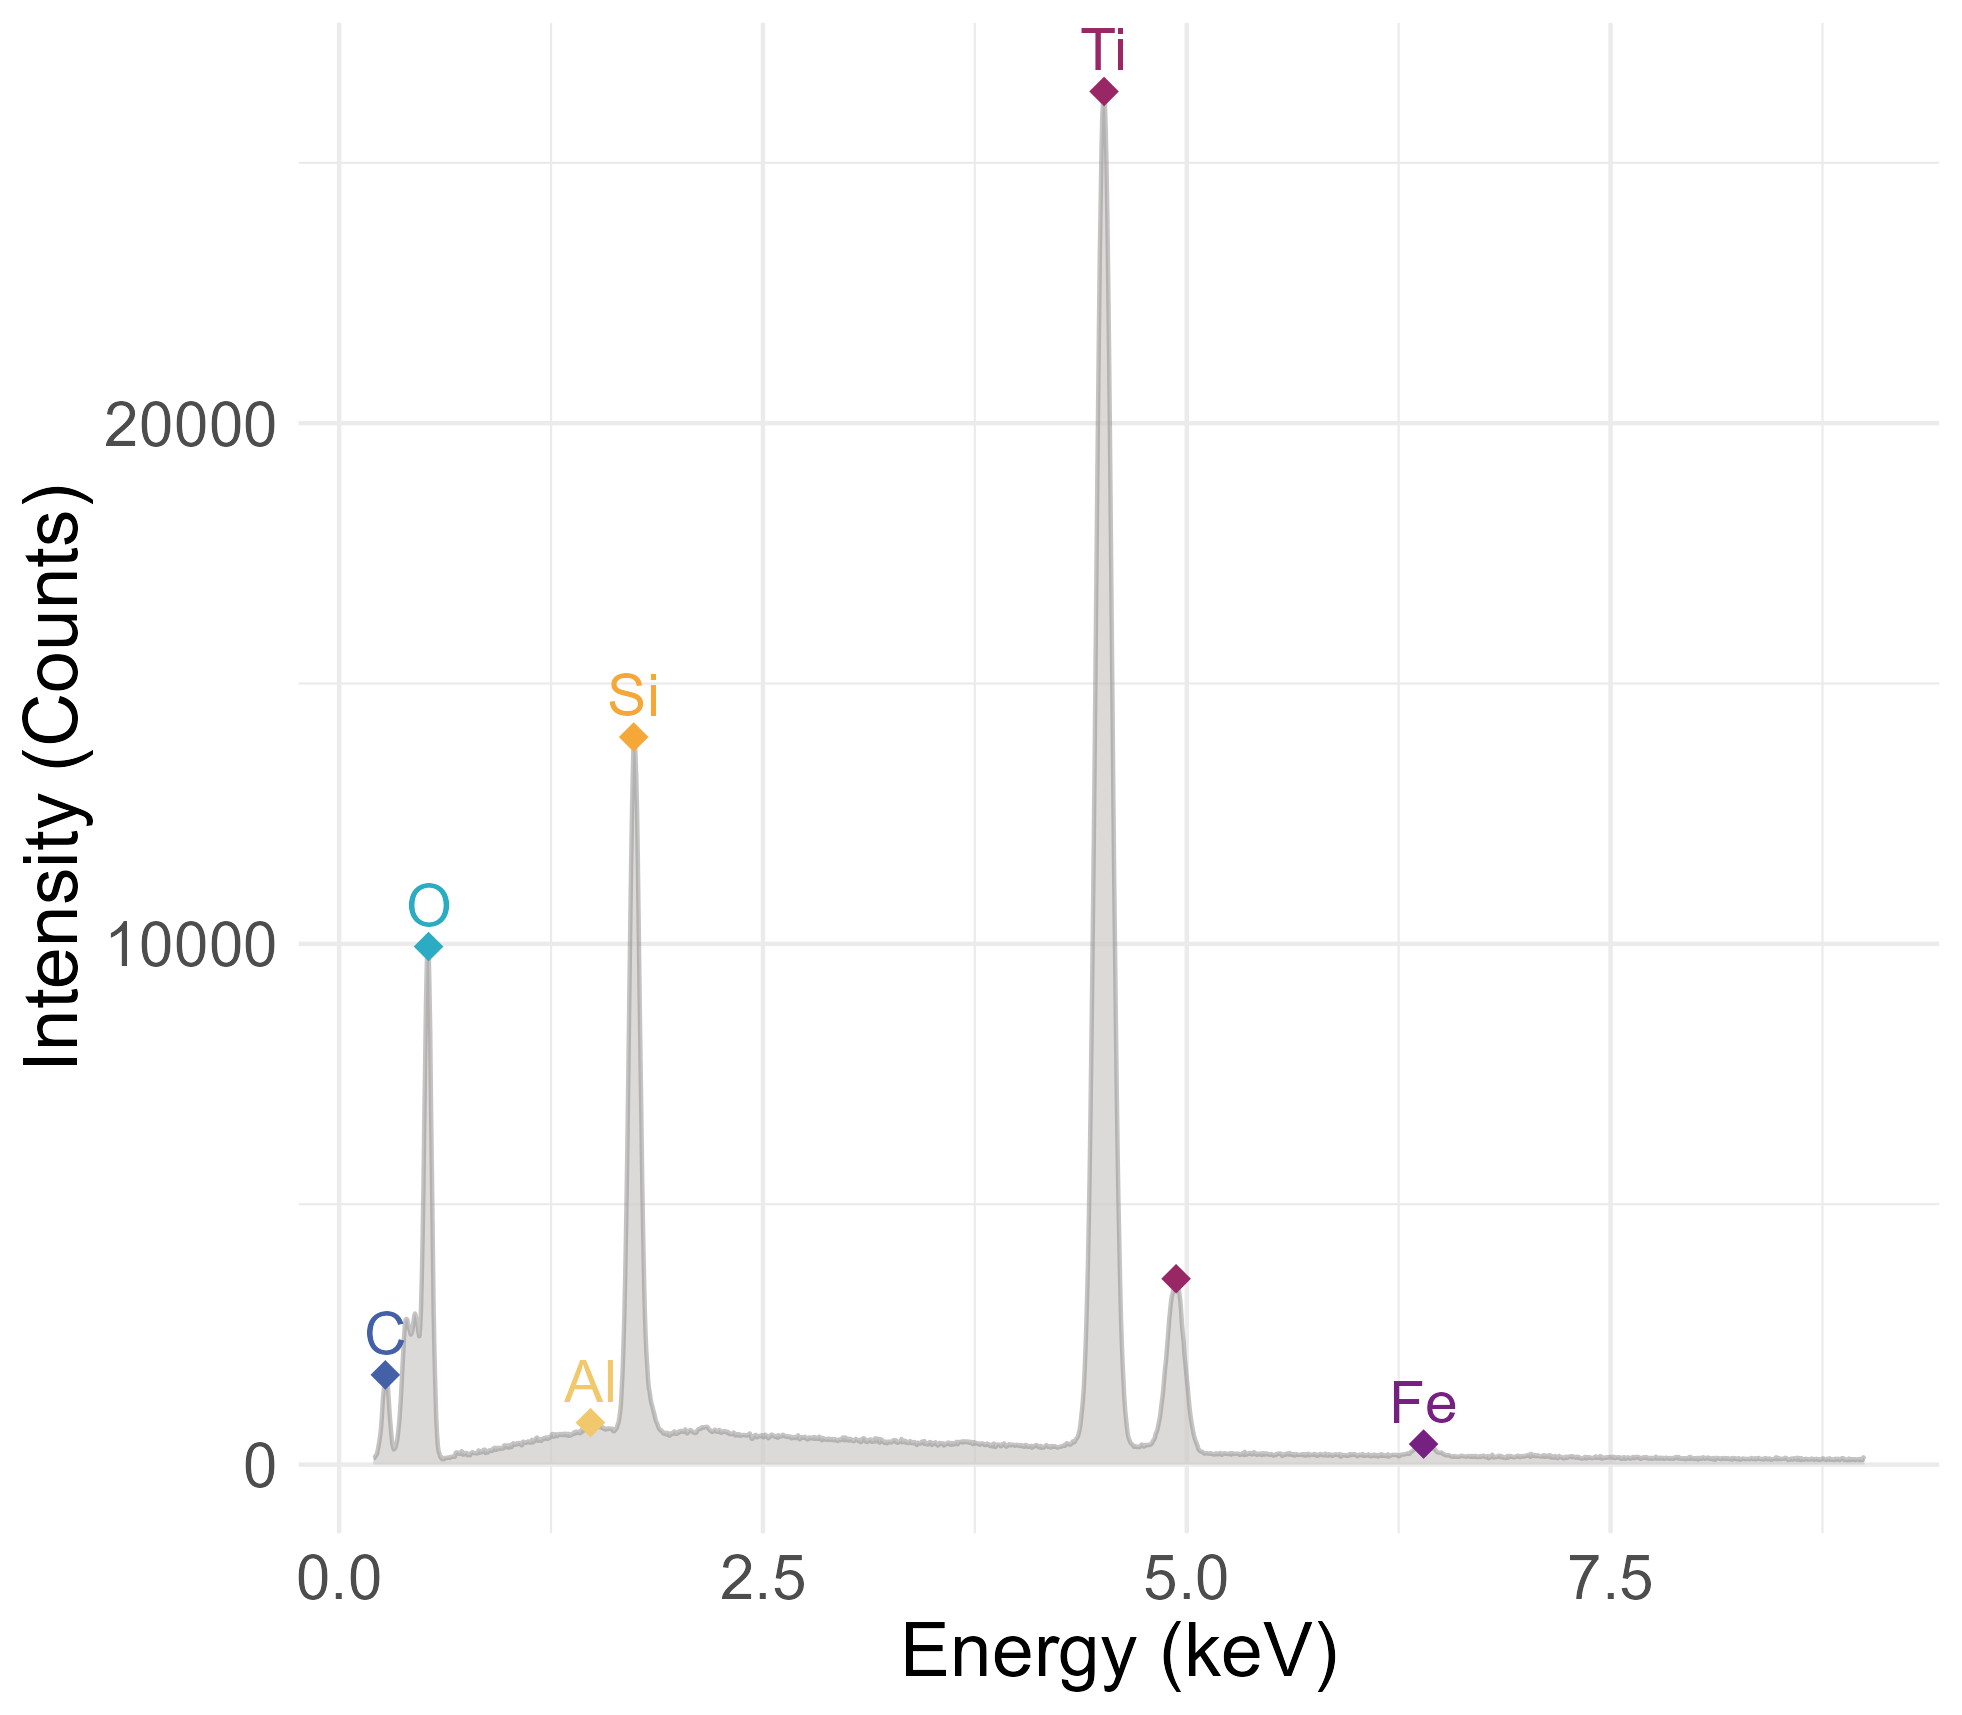 Ti
20000
Si
O
10000
C
Al
Fe
0
0.0 2.5 5.0 7.5
Energy (keV)
Intensity (Counts)